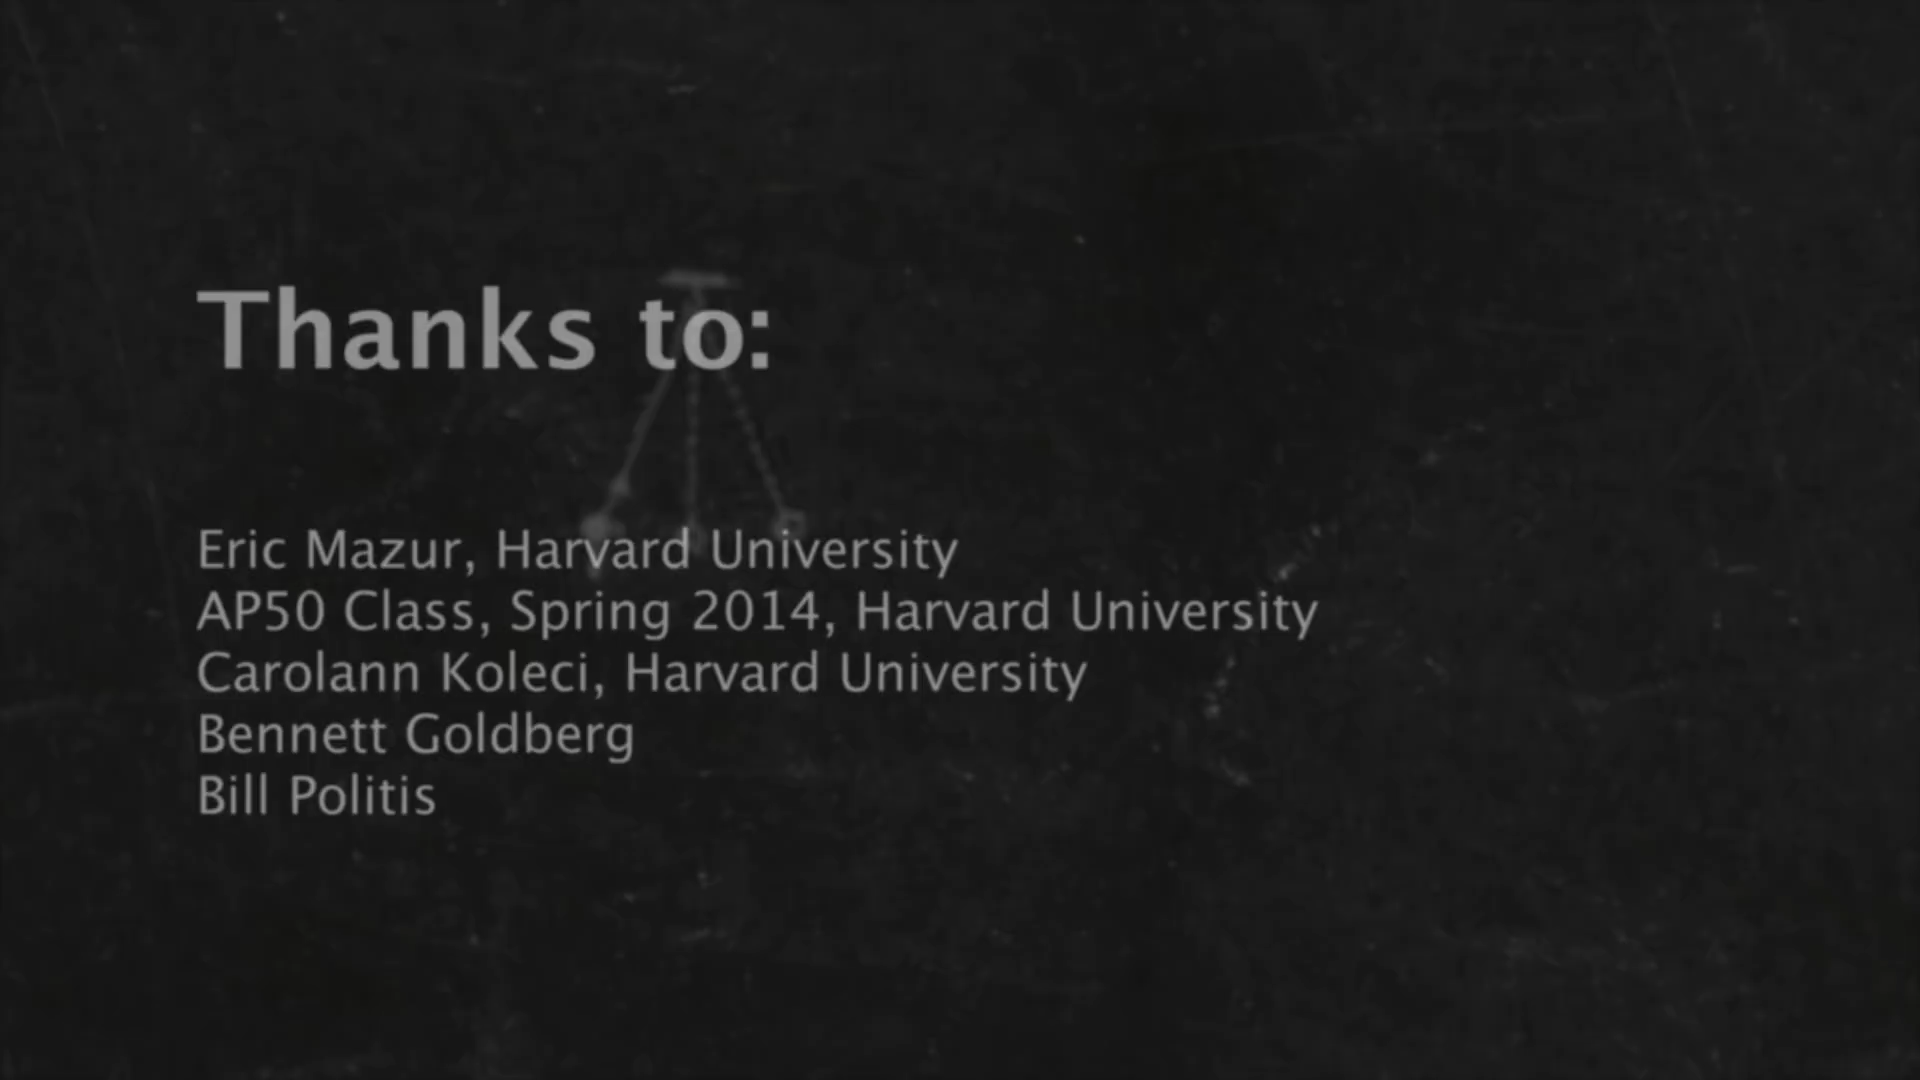 Thanks to:
Eric Mazur, Harvard University
AP50 Class, Spring 2014, Harvard University
Carolann Koleci, Harvard University
Bennett Goldberg
Bill Politis